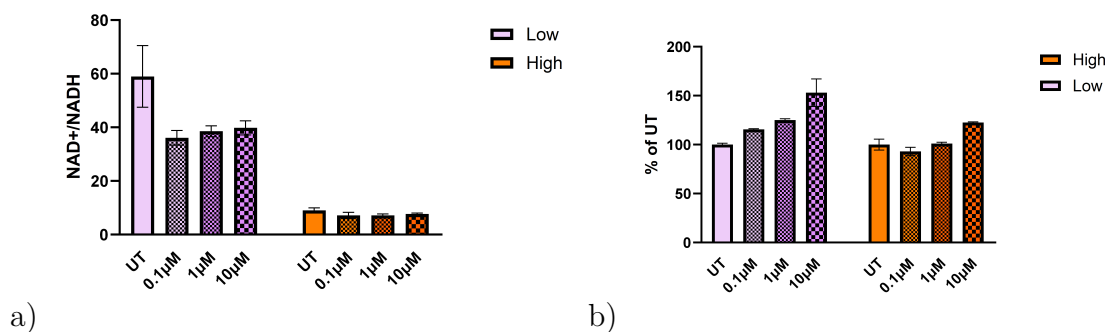 80
60
40
20
0
NAD+/NADH
UT
0.1µM
1µM
10µM
UT
0.1µM
1µM
10µM
Low
High
a)
200
150
100
50
0
% of UT
UT
0.1µM
1µM
10µM
UT
0.1µM
1µM
10µM
High
Low
b)